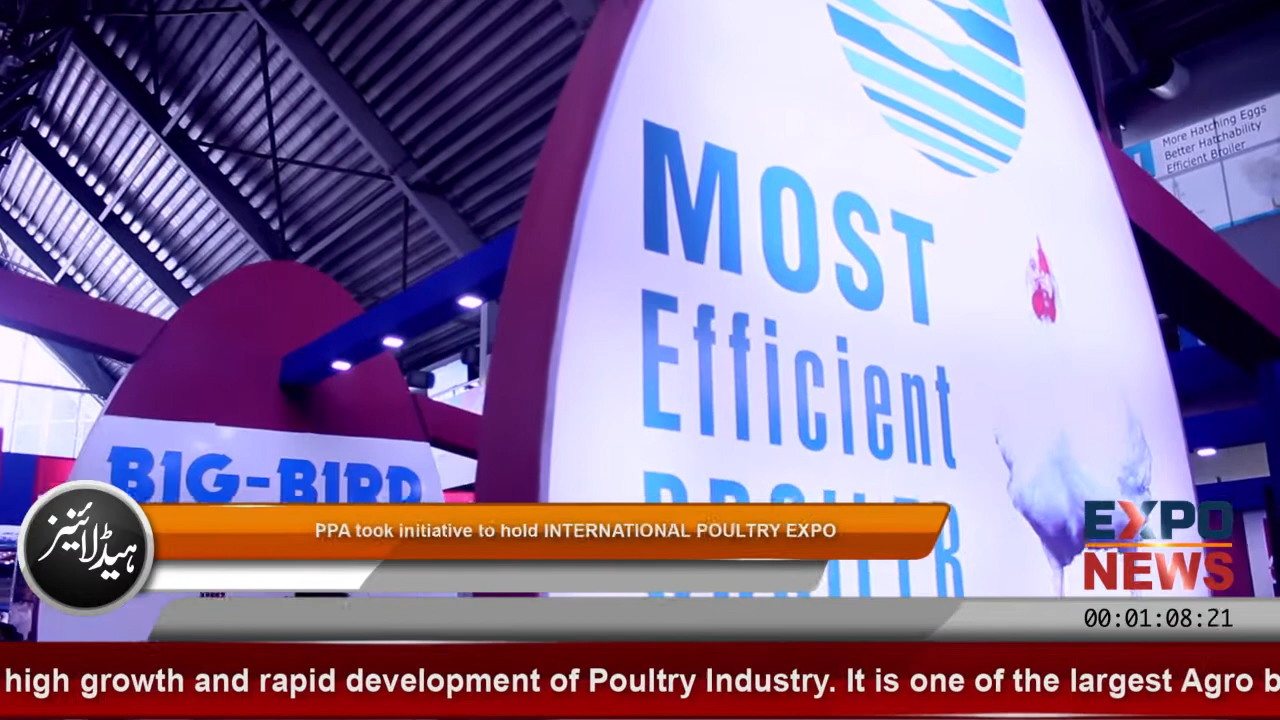 More Hatching Eggs
Better Hatchability
Efficient Broiler
MOST
Efficient
BROILER
BIG-BIRD
PPA took initiative to hold INTERNATIONAL POULTRY EXPO
ہیڈلائینز
EXPO
NEWS
00:01:08:21
high growth and rapid development of Poultry Industry. It is one of the largest Agro b